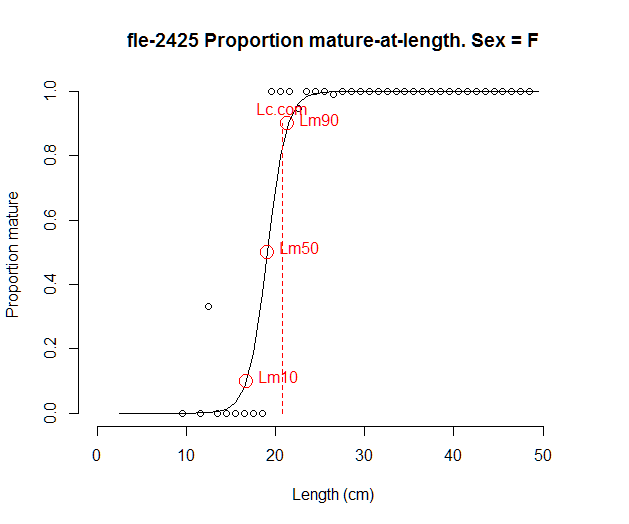 fle-2425 Proportion mature-at-length. Sex = F
1.0
0.8
0.6
0.4
0.2
0.0
Proportion mature
Lc.com
Lm90
Lm50
Lm10
0 10 20 30 40 50
Length (cm)